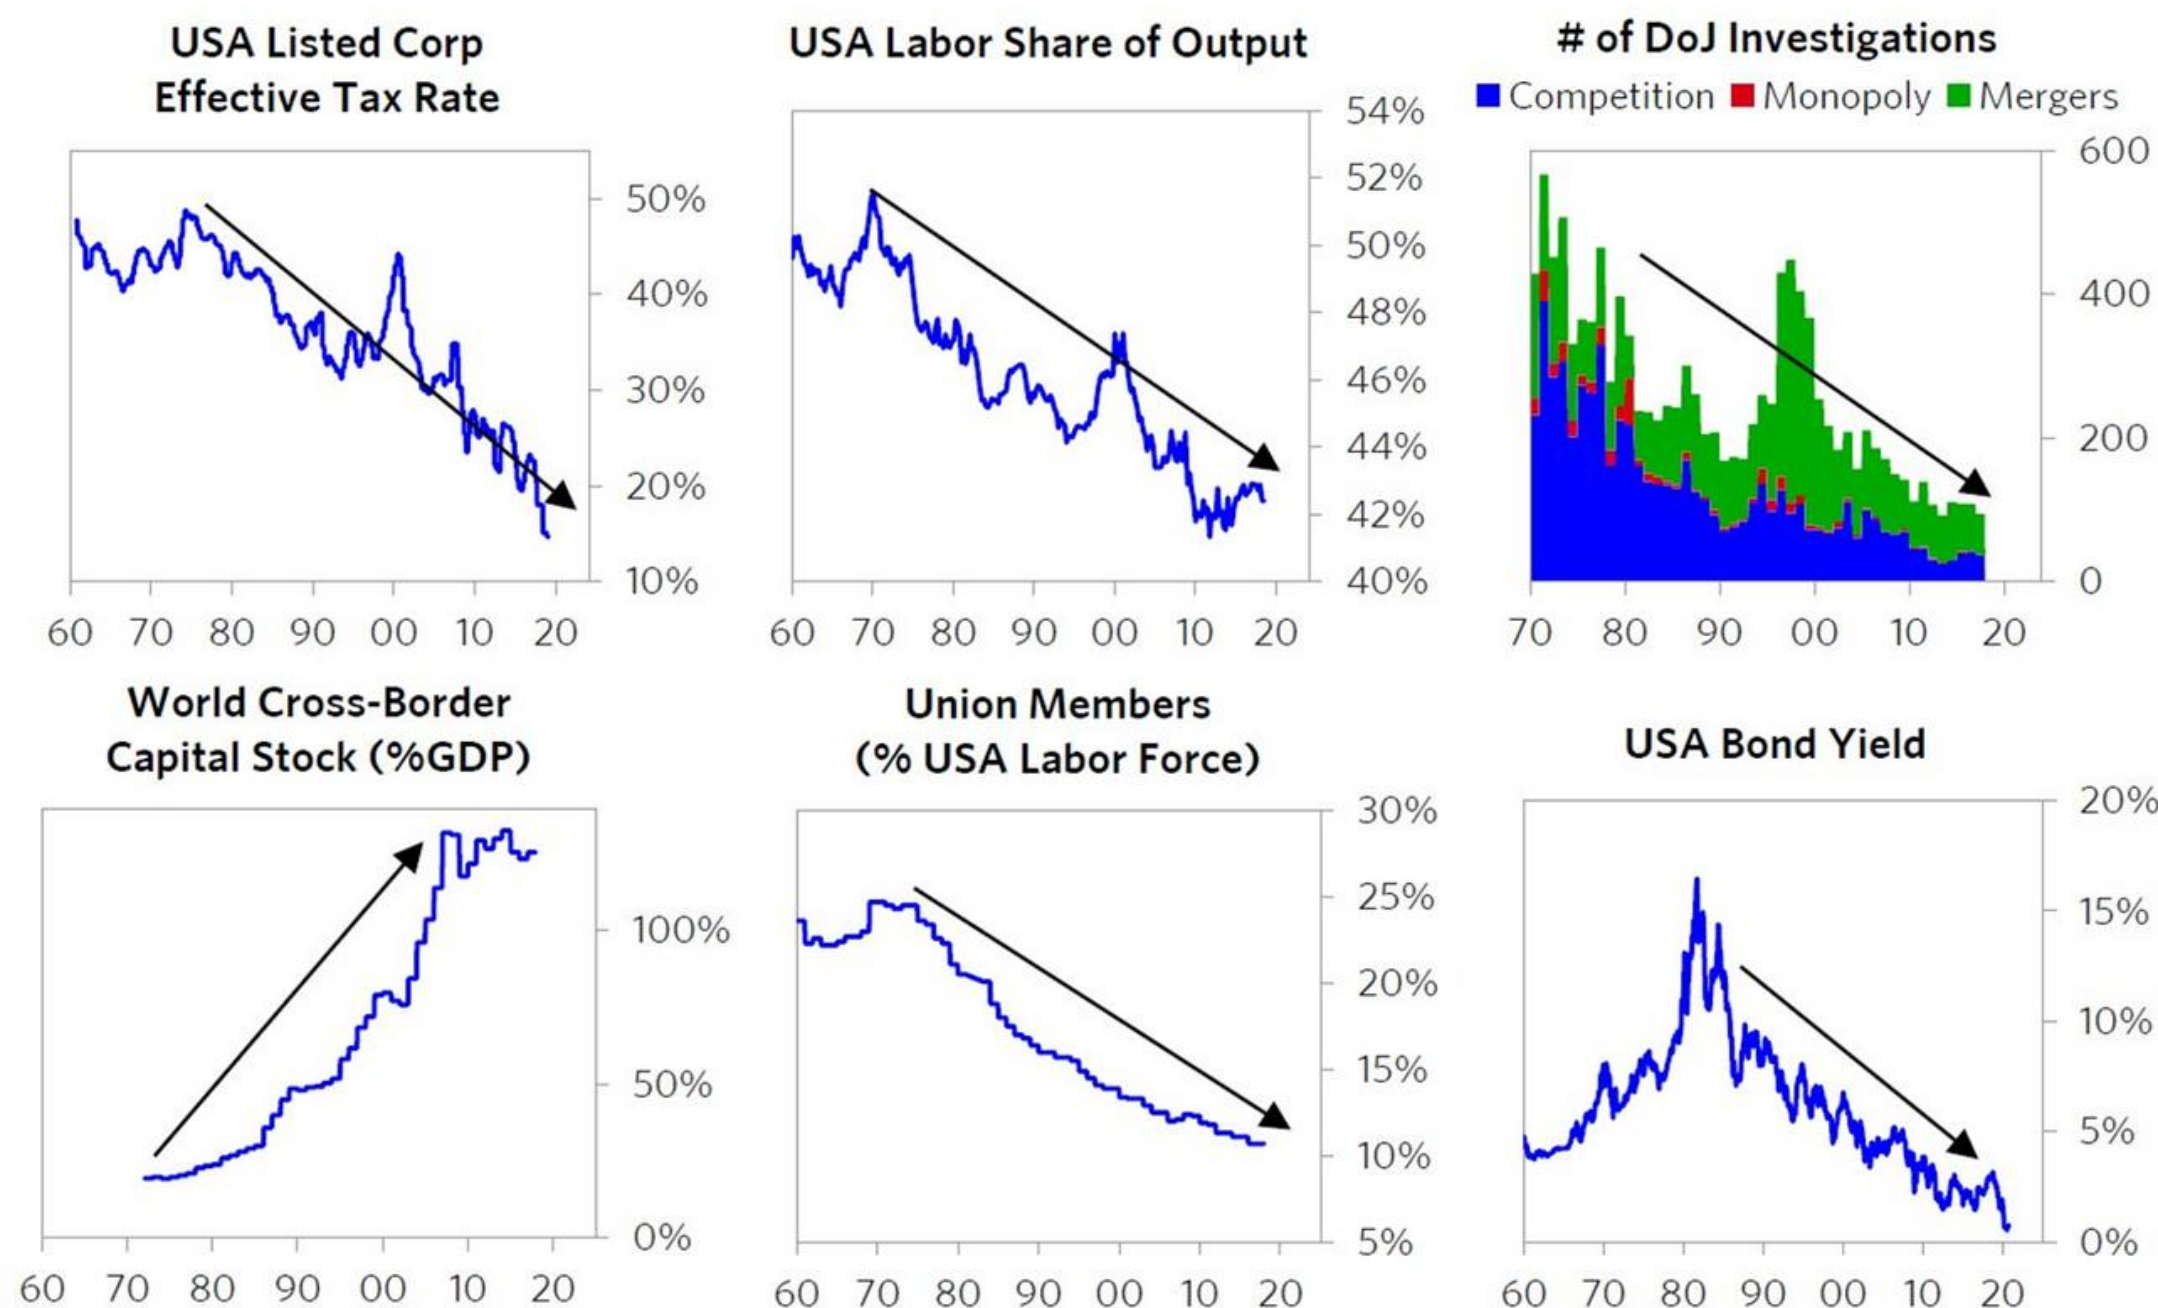 USA Listed Corp
Effective Tax Rate
50%
40%
30%
20%
10%
60 70 80 90 00 10 20
USA Labor Share of Output
54%
52%
50%
48%
46%
44%
42%
40%
60 70 80 90 00 10 20
# of DoJ Investigations
Competition Monopoly Mergers
600
400
200
0
70 80 90 00 10 20
World Cross-Border
Capital Stock (%GDP)
100%
50%
0%
60 70 80 90 00 10 20
Union Members
(% USA Labor Force)
30%
25%
20%
15%
10%
5%
60 70 80 90 00 10 20
USA Bond Yield
20%
15%
10%
5%
0%
60 70 80 90 00 10 20